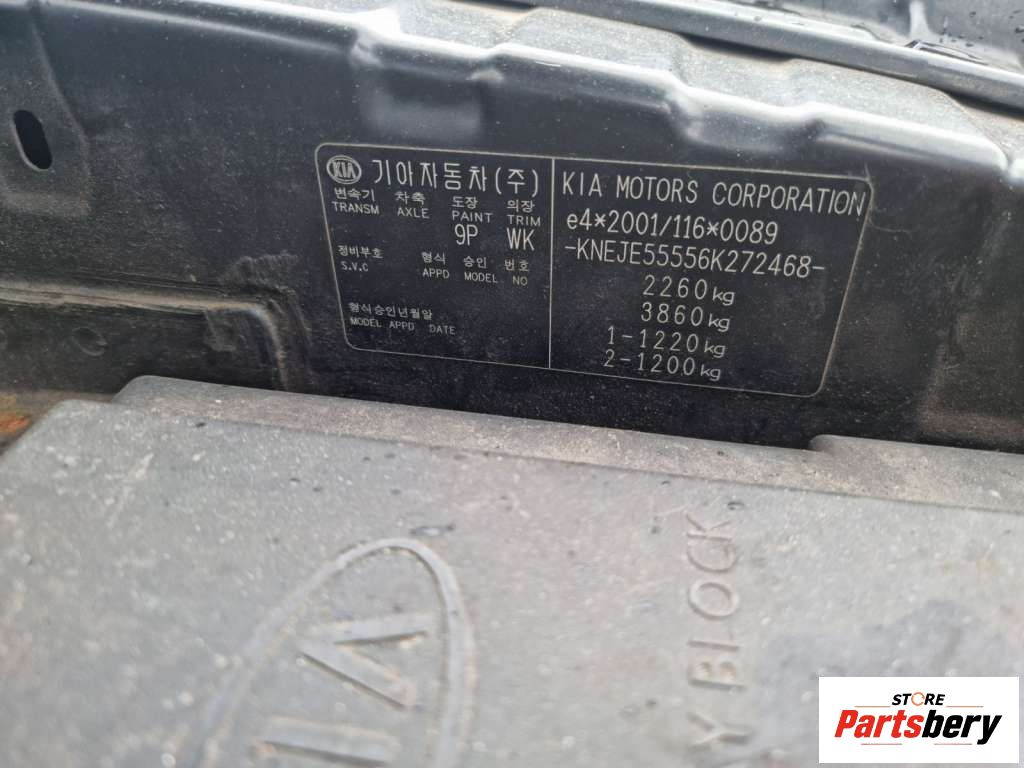 KIA 기아자동차(주)
변속기 차축 도장 의장
TRANSM AXLE PAINT TRIM
9P WK
정비부호 형식 승인 번호
S.V.C APPD MODEL NO
형식승인년월일
MODEL APPD DATE
KIA MOTORS CORPORATION
e4*2001/116*0089
-KNEJE55556K272468-
2260kg
3860kg
1-1220kg
2-1200kg
KIA
Y BLOCK
STORE
Partsbery